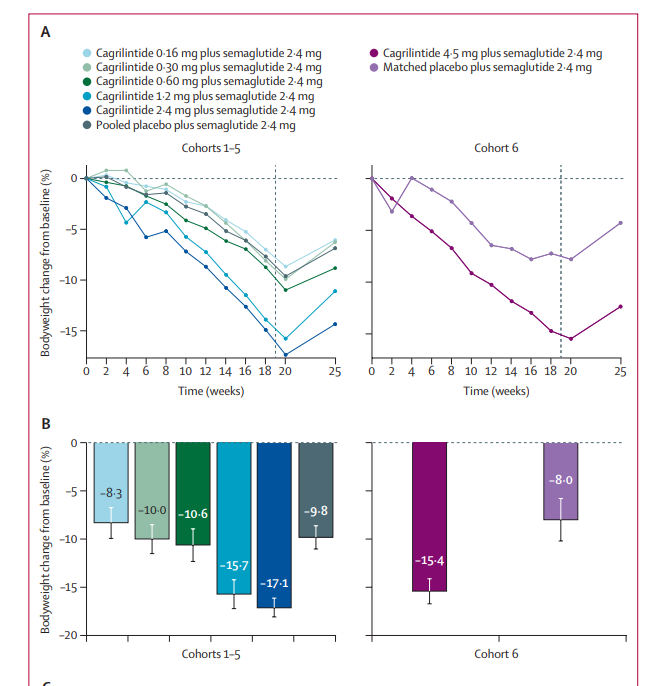 A
Cagrilintide 0·16 mg plus semaglutide 2·4 mg
Cagrilintide 0·30 mg plus semaglutide 2·4 mg
Cagrilintide 0·60 mg plus semaglutide 2·4 mg
Cagrilintide 1·2 mg plus semaglutide 2·4 mg
Cagrilintide 2·4 mg plus semaglutide 2·4 mg
Pooled placebo plus semaglutide 2·4 mg
Cagrilintide 4·5 mg plus semaglutide 2·4 mg
Matched placebo plus semaglutide 2·4 mg
Cohorts 1–5
Bodyweight change from baseline (%)
0
–5
–10
–15
0 2 4 6 8 10 12 14 16 18 20 25
Time (weeks)
Cohort 6
0 2 4 6 8 10 12 14 16 18 20 25
Time (weeks)
B
Bodyweight change from baseline (%)
0
–5
–10
–15
–20
–8·3
–10·0
–10·6
–15·7
–17·1
–9·8
Cohorts 1–5
–15·4
–8·0
Cohort 6